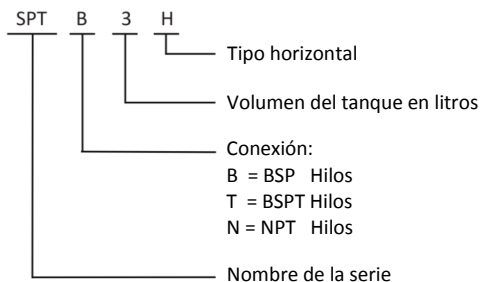 SPT B 3 H
Tipo horizontal
Volumen del tanque en litros
Conexión:
B = BSP Hilos
T = BSPT Hilos
N = NPT Hilos
Nombre de la serie